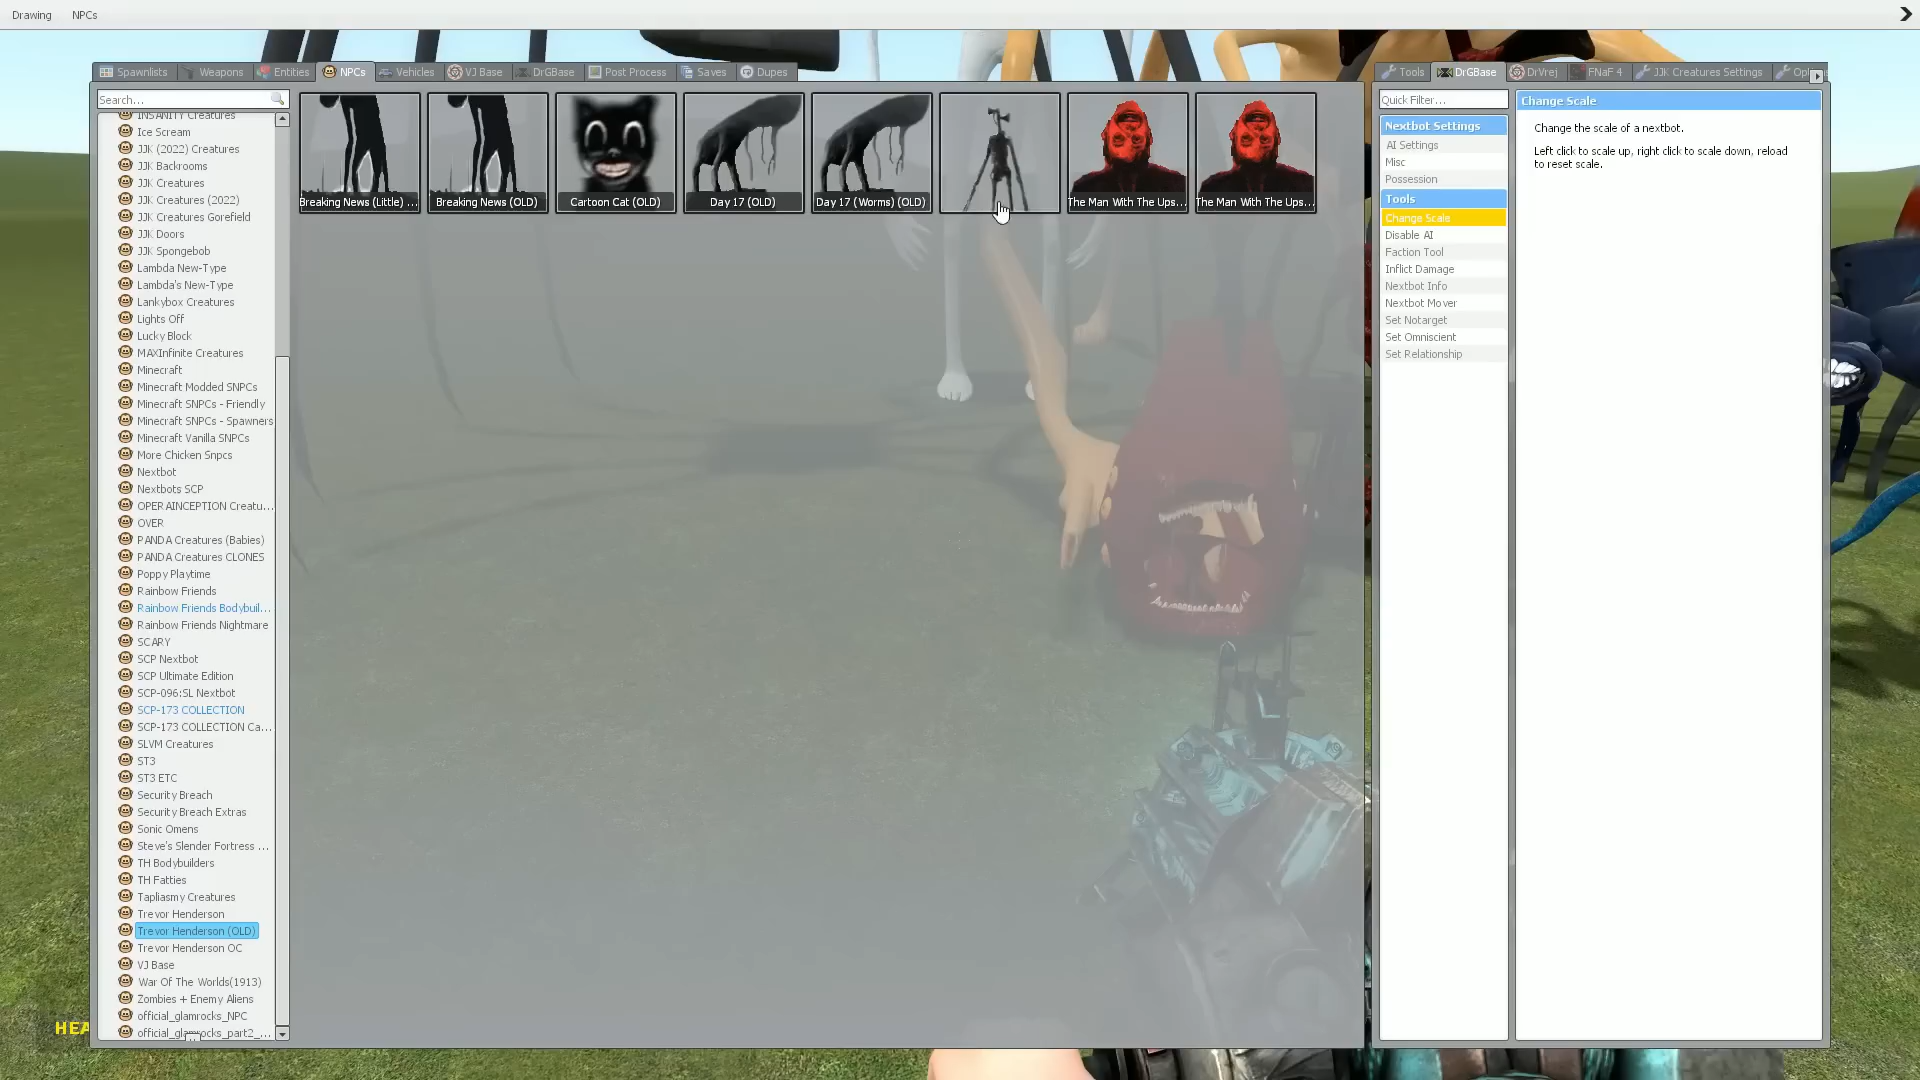 Drawing NPCs
Spawnlists Weapons Entities NPCs Vehicles VJ Base DrGBase Post Process Saves Dupes
Tools DrGBase DrVrej FNaF 4 JJK Creatures Settings
Search...
INSANITY Creatures
Ice Scream
JJK (2022) Creatures
JJK Backrooms
JJK Creatures
JJK Creatures (2022)
JJK Creatures Gorefield
JJK Doors
JJK Spongebob
Lambda New-Type
Lambda's New-Type
Lankybox Creatures
Lights Off
Lucky Block
MAXInfinite Creatures
Minecraft
Minecraft Modded SNPCs
Minecraft SNPCs - Friendly
Minecraft SNPCs - Spawners
Minecraft Vanilla SNPCs
More Chicken Snpcs
Nextbot
Nextbots SCP
OPERAINCEPTION Creatu...
OVER
PANDA Creatures (Babies)
PANDA Creatures CLONES
Poppy Playtime
Rainbow Friends
Rainbow Friends Bodybuil...
Rainbow Friends Nightmare
SCARY
SCP Nextbot
SCP Ultimate Edition
SCP-096:SL Nextbot
SCP-173 COLLECTION
SCP-173 COLLECTION Ca...
SLVM Creatures
ST3
ST3 ETC
Security Breach
Security Breach Extras
Sonic Omens
Steve's Slender Fortress ...
TH Bodybuilders
TH Fatties
Tapliasmy Creatures
Trevor Henderson
Trevor Henderson (OLD)
Trevor Henderson OC
VJ Base
War Of The Worlds(1913)
Zombies + Enemy Aliens
official_glamrocks_NPC
official_glamrocks_part2_...
Breaking News (Little) ...
Breaking News (OLD)
Cartoon Cat (OLD)
Day 17 (OLD)
Day 17 (Worms) (OLD)
The Man With The Ups...
The Man With The Ups...
Quick Filter...
Nextbot Settings
AI Settings
Misc
Possession
Tools
Change Scale
Disable AI
Faction Tool
Inflict Damage
Nextbot Info
Nextbot Mover
Set Notarget
Set Omniscient
Set Relationship
Change Scale
Change the scale of a nextbot.
Left click to scale up, right click to scale down, reload
to reset scale.
HEA